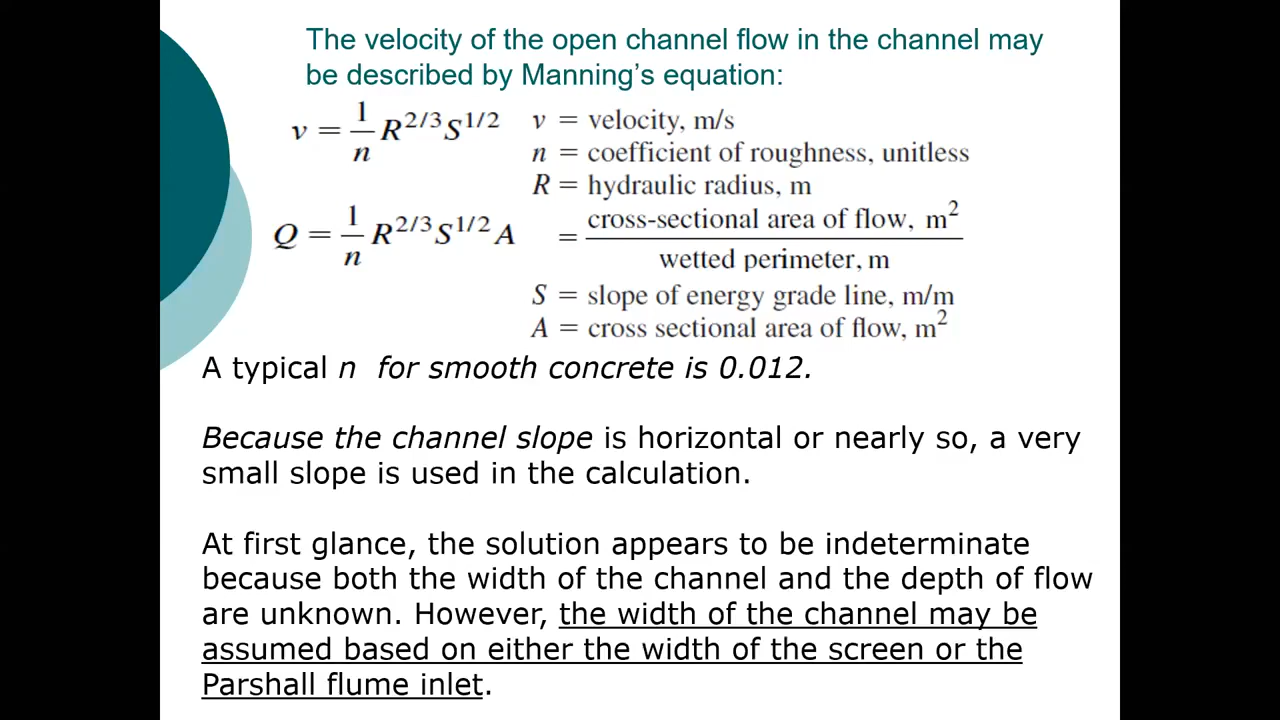 The velocity of the open channel flow in the channel may
be described by Manning's equation:
v = 1/n R^2/3 S^1/2
v = velocity, m/s
n = coefficient of roughness, unitless
R = hydraulic radius, m
= cross-sectional area of flow, m^2 / wetted perimeter, m
Q = 1/n R^2/3 S^1/2 A
S = slope of energy grade line, m/m
A = cross sectional area of flow, m^2
A typical n for smooth concrete is 0.012.
Because the channel slope is horizontal or nearly so, a very
small slope is used in the calculation.
At first glance, the solution appears to be indeterminate
because both the width of the channel and the depth of flow
are unknown. However, the width of the channel may be
assumed based on either the width of the screen or the
Parshall flume inlet.